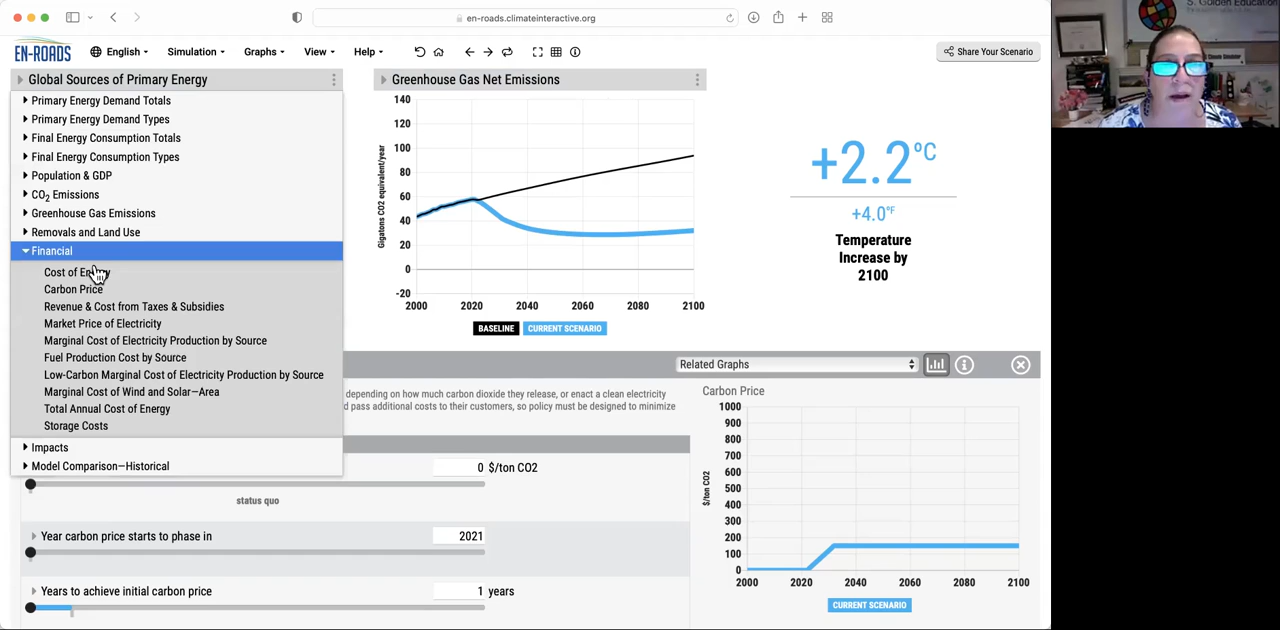 en-roads.climateinteractive.org
S. Golden Education
EN-ROADS
English
Simulation
Graphs
View
Help
Share Your Scenario
Global Sources of Primary Energy
Primary Energy Demand Totals
Primary Energy Demand Types
Final Energy Consumption Totals
Final Energy Consumption Types
Population & GDP
CO2 Emissions
Greenhouse Gas Emissions
Removals and Land Use
Financial
Carbon Price
Revenue & Cost from Taxes & Subsidies
Market Price of Electricity
Marginal Cost of Electricity Production by Source
Fuel Production Cost by Source
Low-Carbon Marginal Cost of Electricity Production by Source
Marginal Cost of Wind and Solar—Area
Total Annual Cost of Energy
Storage Costs
Impacts
Model Comparison—Historical
Greenhouse Gas Net Emissions
140
120
100
80
60
40
20
0
-20
Gigatons CO2 equivalent/year
2000 2020 2040 2060 2080 2100
BASELINE CURRENT SCENARIO
+2.2°C
+4.0°F
Temperature
Increase by
2100
Related Graphs
depending on how much carbon dioxide they release, or enact a clean electricity
d pass additional costs to their customers, so policy must be designed to minimize
0 $/ton CO2
status quo
Year carbon price starts to phase in 2021
Years to achieve initial carbon price 1 years
Carbon Price
1000
900
800
700
600
500
400
300
200
100
0
$/ton CO2
2000 2020 2040 2060 2080 2100
CURRENT SCENARIO